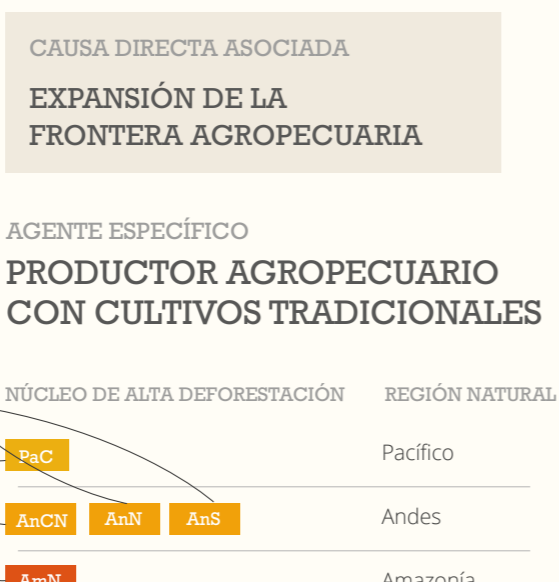 CAUSA DIRECTA ASOCIADA
EXPANSIÓN DE LA
FRONTERA AGROPECUARIA
AGENTE ESPECÍFICO
PRODUCTOR AGROPECUARIO
CON CULTIVOS TRADICIONALES
NÚCLEO DE ALTA DEFORESTACIÓN REGIÓN NATURAL
PaC Pacífico
AnCN AnN AnS Andes
AmN Amazonía